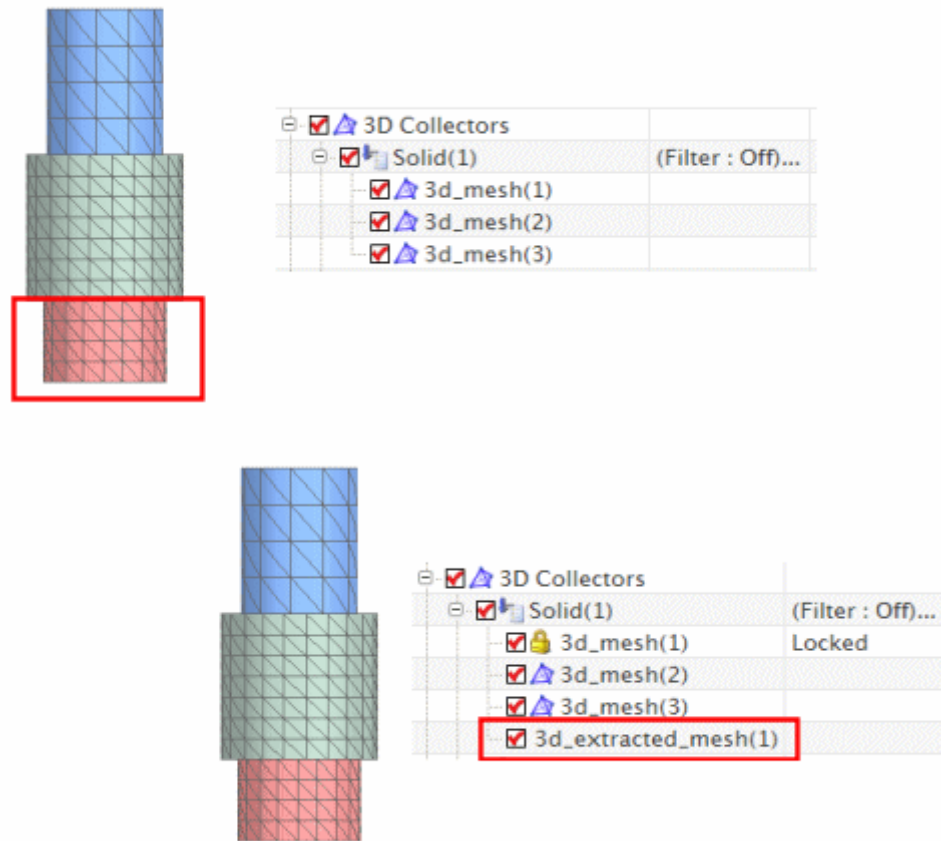 3D Collectors
Solid(1) (Filter : Off)...
3d_mesh(1)
3d_mesh(2)
3d_mesh(3)
3D Collectors
Solid(1) (Filter : Off)...
3d_mesh(1) Locked
3d_mesh(2)
3d_mesh(3)
3d_extracted_mesh(1)